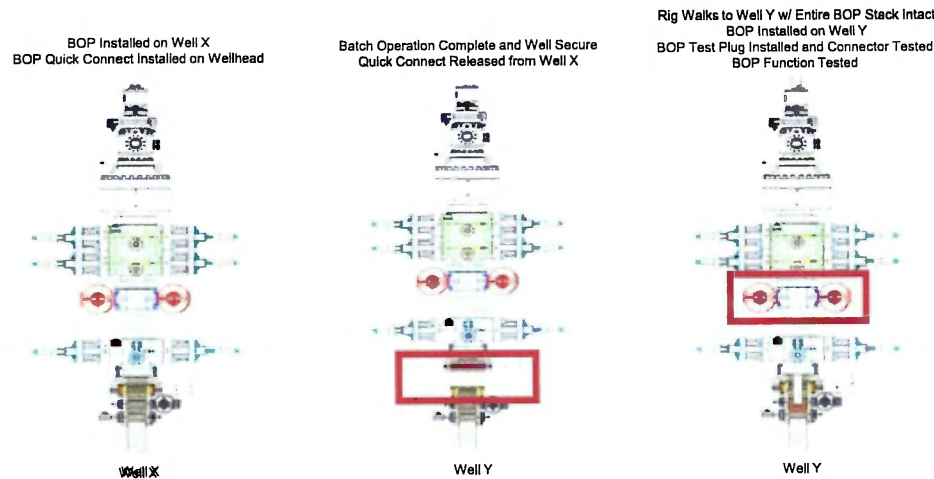 BOP Installed on Well X
BOP Quick Connect Installed on Wellhead
Batch Operation Complete and Well Secure
Quick Connect Released from Well X
Rig Walks to Well Y w/ Entire BOP Stack Intact
BOP Installed on Well Y
BOP Test Plug Installed and Connector Tested
BOP Function Tested
Well X
Well Y
Well Y